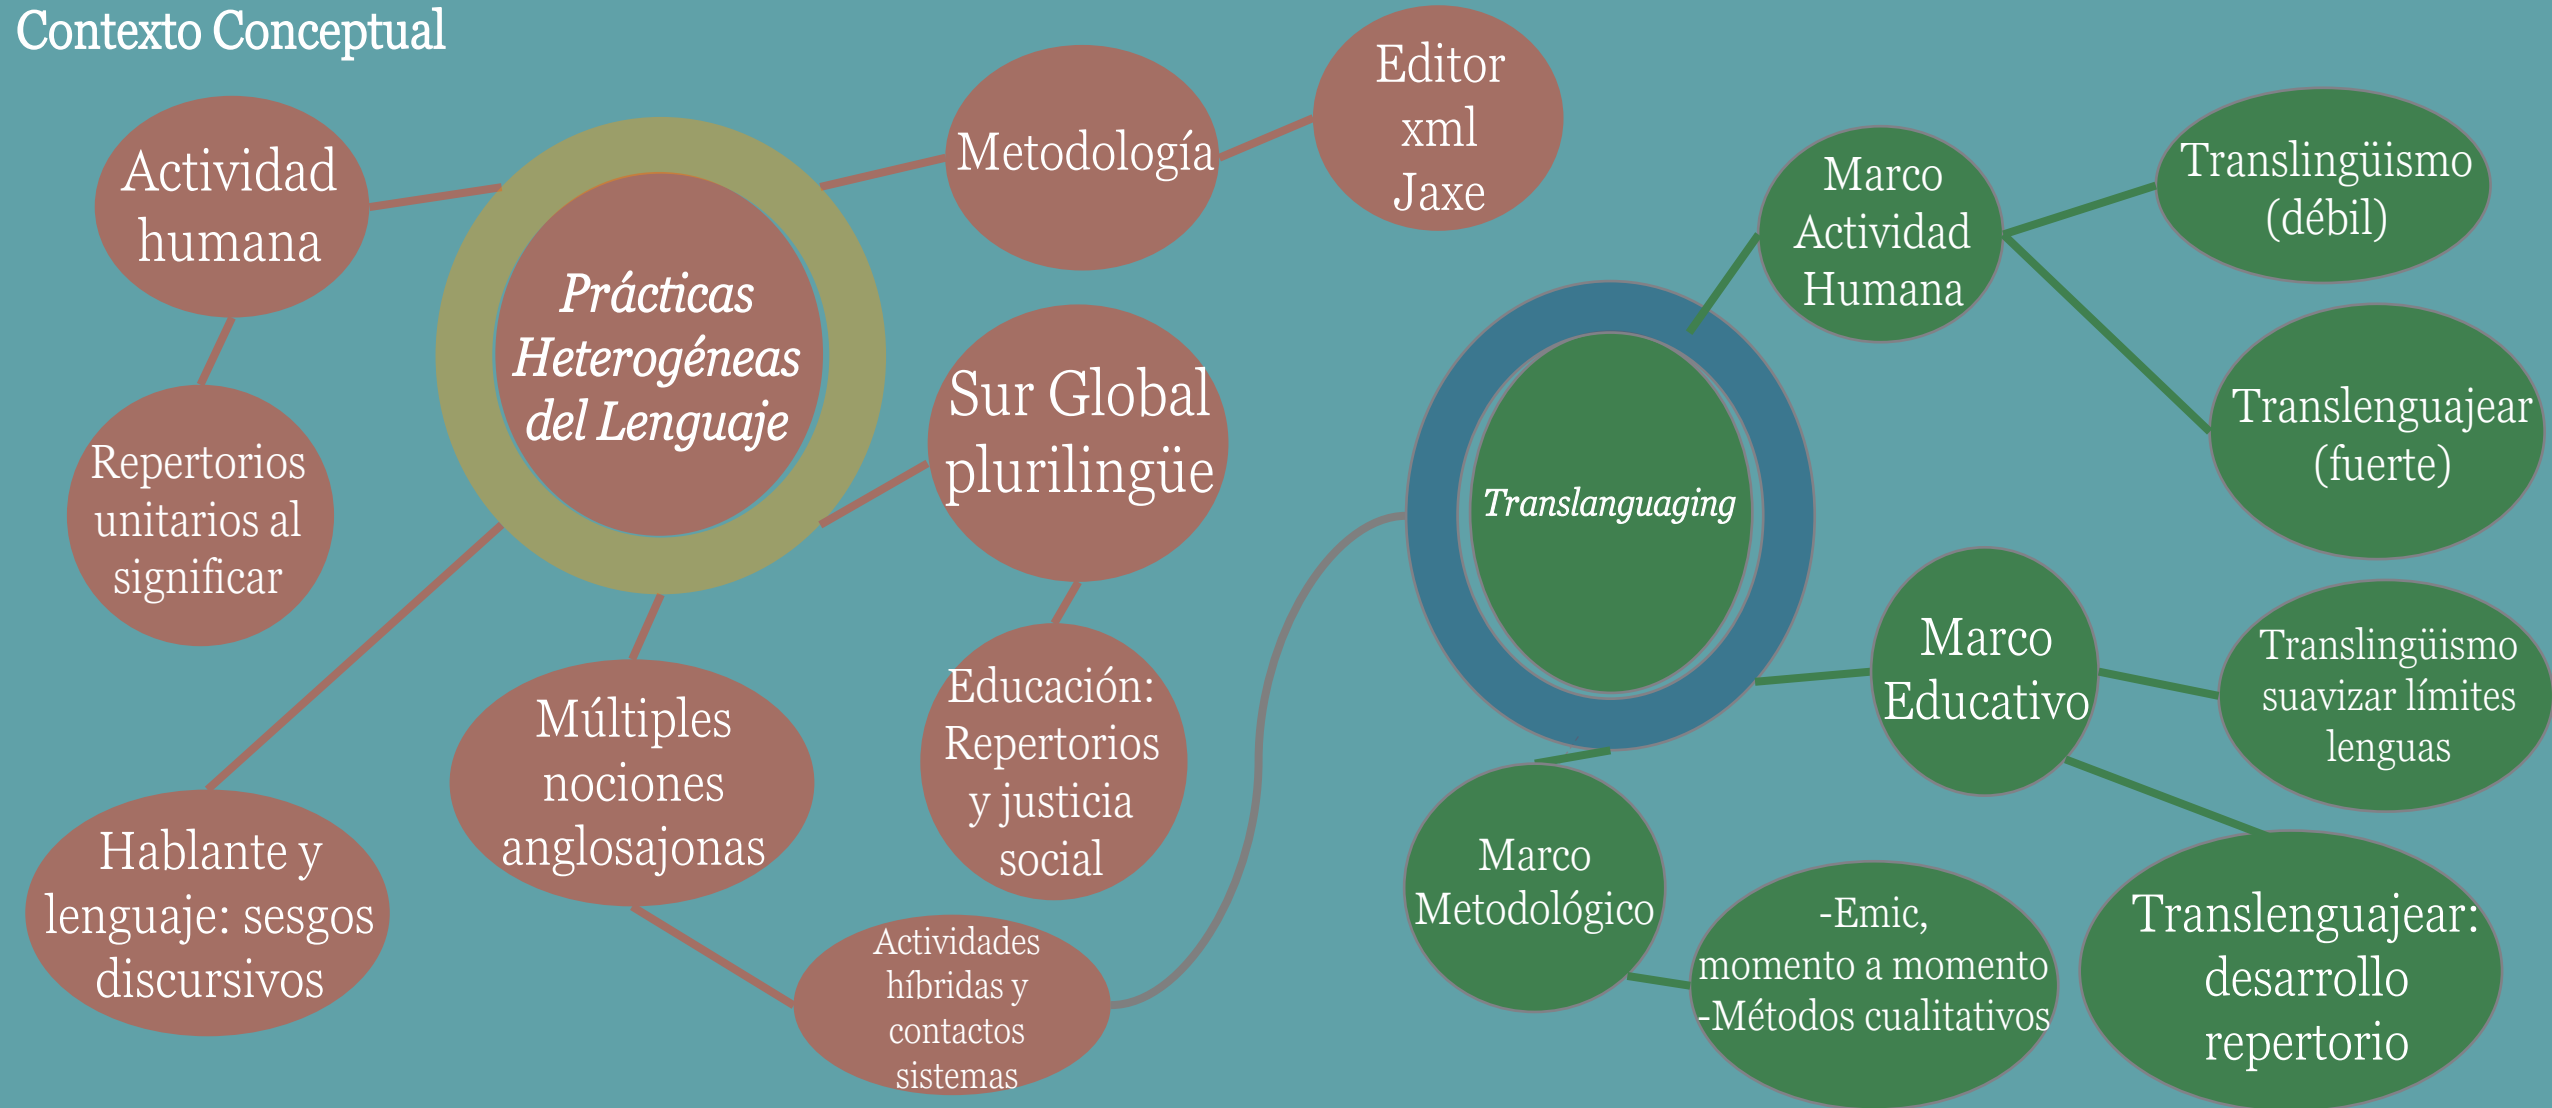 Contexto Conceptual
Actividad
humana
Repertorios
unitarios al
significar
Hablante y
lenguaje: sesgos
discursivos
Prácticas
Heterogéneas
del Lenguaje
Múltiples
nociones
anglosajonas
Actividades
híbridas y
contactos
sistemas
Metodología
Editor
xml
Jaxe
Sur Global
plurilingüe
Educación:
Repertorios
y justicia
social
Translanguaging
Marco
Actividad
Humana
Translingüismo
(débil)
Translenguajear
(fuerte)
Marco
Educativo
Translingüismo
suavizar límites
lenguas
Translenguajear:
desarrollo
repertorio
Marco
Metodológico
-Emic,
momento a momento
-Métodos cualitativos